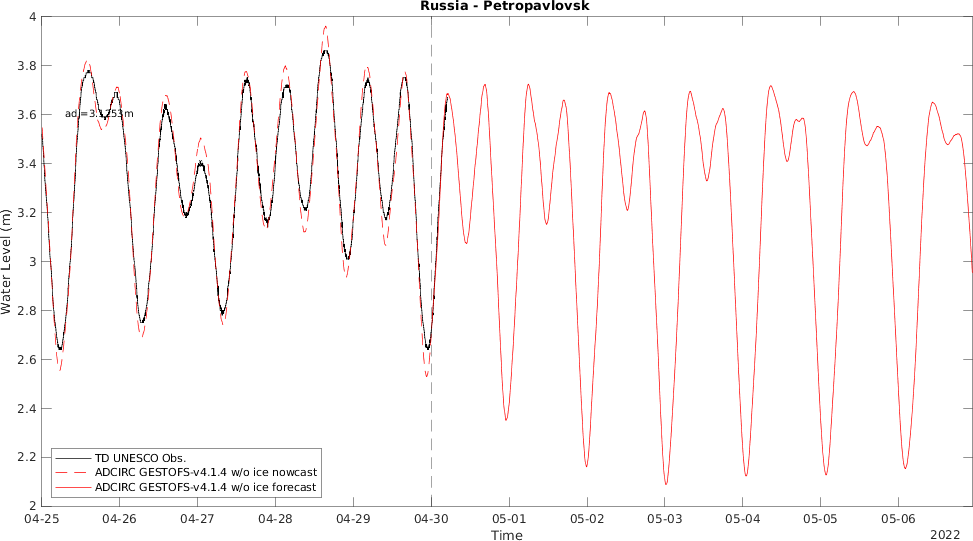 Russia - Petropavlovsk
Water Level (m)
4
3.8
3.6
3.4
3.2
3
2.8
2.6
2.4
2.2
2
TD UNESCO Obs.
ADCIRC GESTOFS-v4.1.4 w/o ice nowcast
ADCIRC GESTOFS-v4.1.4 w/o ice forecast
04-25 04-26 04-27 04-28 04-29 04-30 05-01 05-02 05-03 05-04 05-05 05-06
Time
2022